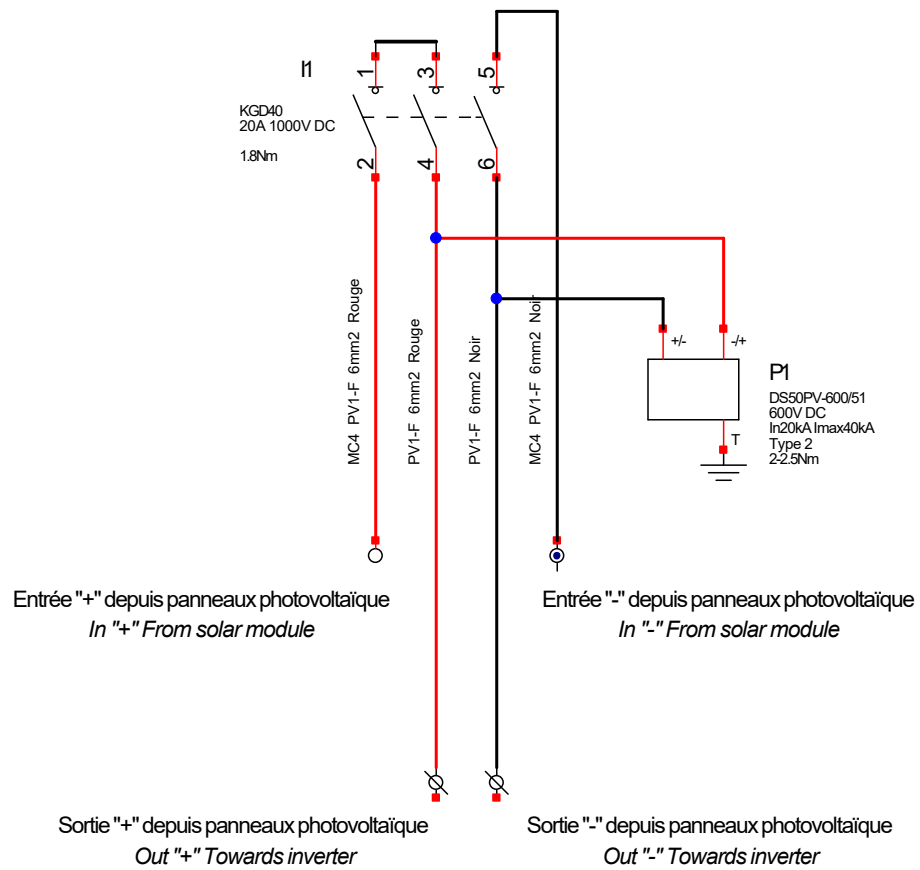 I1
1
3
5
KGD40
20A 1000V DC
1.8Nm
2
4
6
MC4 PV1-F 6mm2 Rouge
PV1-F 6mm2 Rouge
PV1-F 6mm2 Noir
MC4 PV1-F 6mm2 Noir
+/-
-/+
P1
DS50PV-600/51
600V DC
In20kA Imax40kA
Type 2
2-2.5Nm
T
Entrée "+" depuis panneaux photovoltaïque
In "+" From solar module
Entrée "-" depuis panneaux photovoltaïque
In "-" From solar module
Sortie "+" depuis panneaux photovoltaïque
Out "+" Towards inverter
Sortie "-" depuis panneaux photovoltaïque
Out "-" Towards inverter